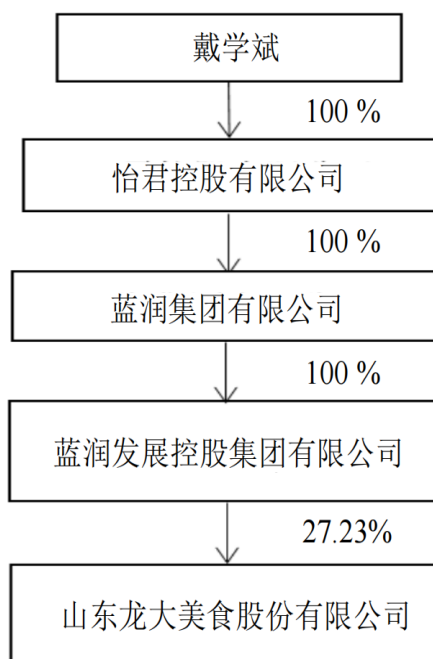 戴学斌
100 %
怡君控股有限公司
100 %
蓝润集团有限公司
100 %
蓝润发展控股集团有限公司
27.23%
山东龙大美食股份有限公司